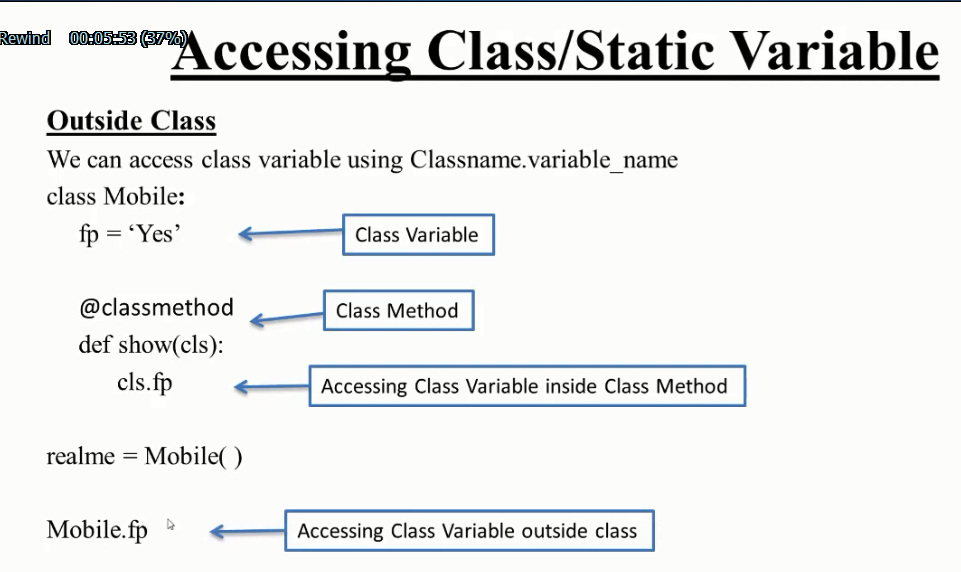 Rewind 00:05:53 (37%)
Accessing Class/Static Variable
Outside Class
We can access class variable using Classname.variable_name
class Mobile:
fp = ‘Yes’
Class Variable
@classmethod
Class Method
def show(cls):
cls.fp
Accessing Class Variable inside Class Method
realme = Mobile( )
Mobile.fp
Accessing Class Variable outside class